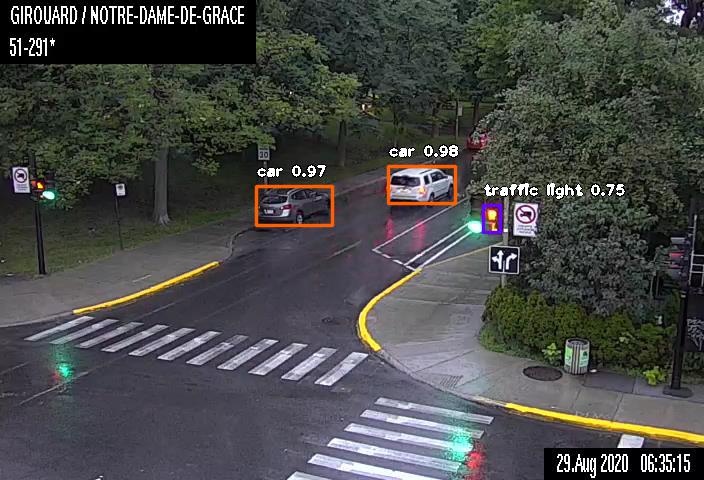 GIROUARD / NOTRE-DAME-DE-GRACE
51-291*
car 0.98
car 0.97
traffic light 0.75
29.Aug 2020 06:35:15